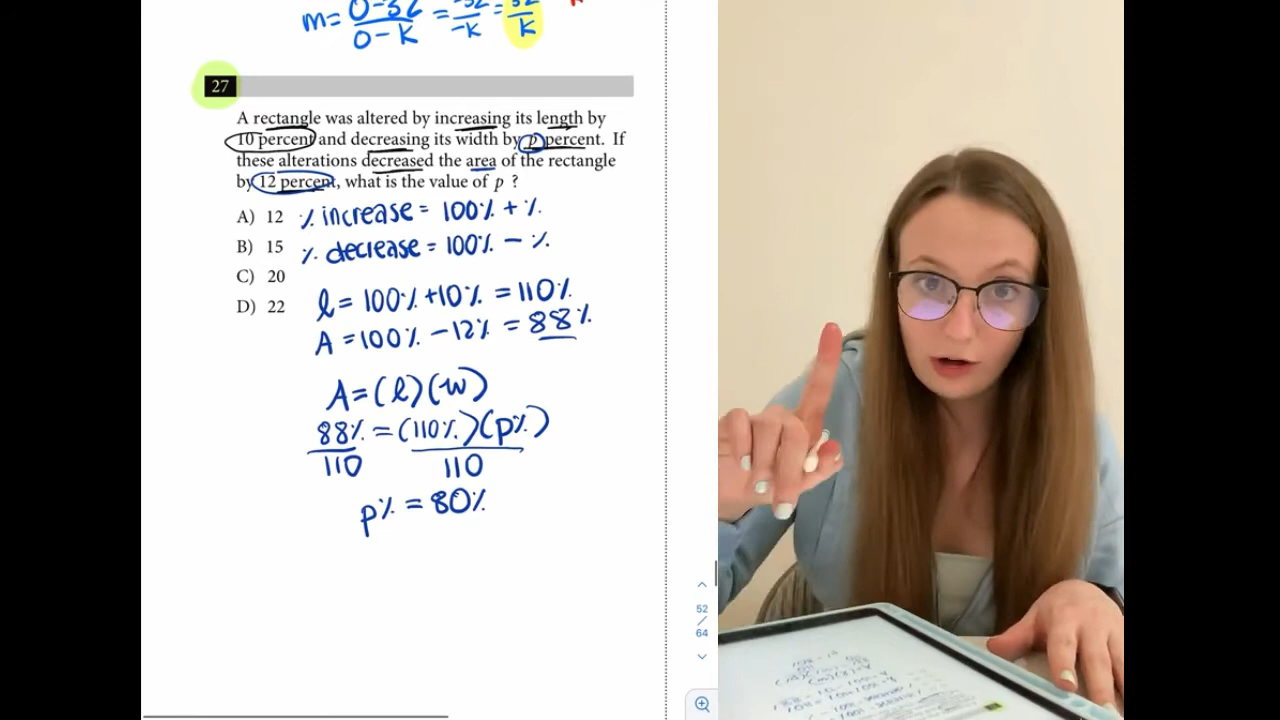 m= 0-32 / 0-K = -32 / -K = 32 / K
27
A rectangle was altered by increasing its length by
10 percent and decreasing its width by p percent. If
these alterations decreased the area of the rectangle
by 12 percent, what is the value of p ?
A) 12 % increase = 100% + %
B) 15 % decrease = 100% - %
C) 20
D) 22
l = 100% +10% = 110%
A = 100% -12% = 88%
A=(l)(w)
88% =(110%)(p%)
110 110
p% = 80%
52
/
64